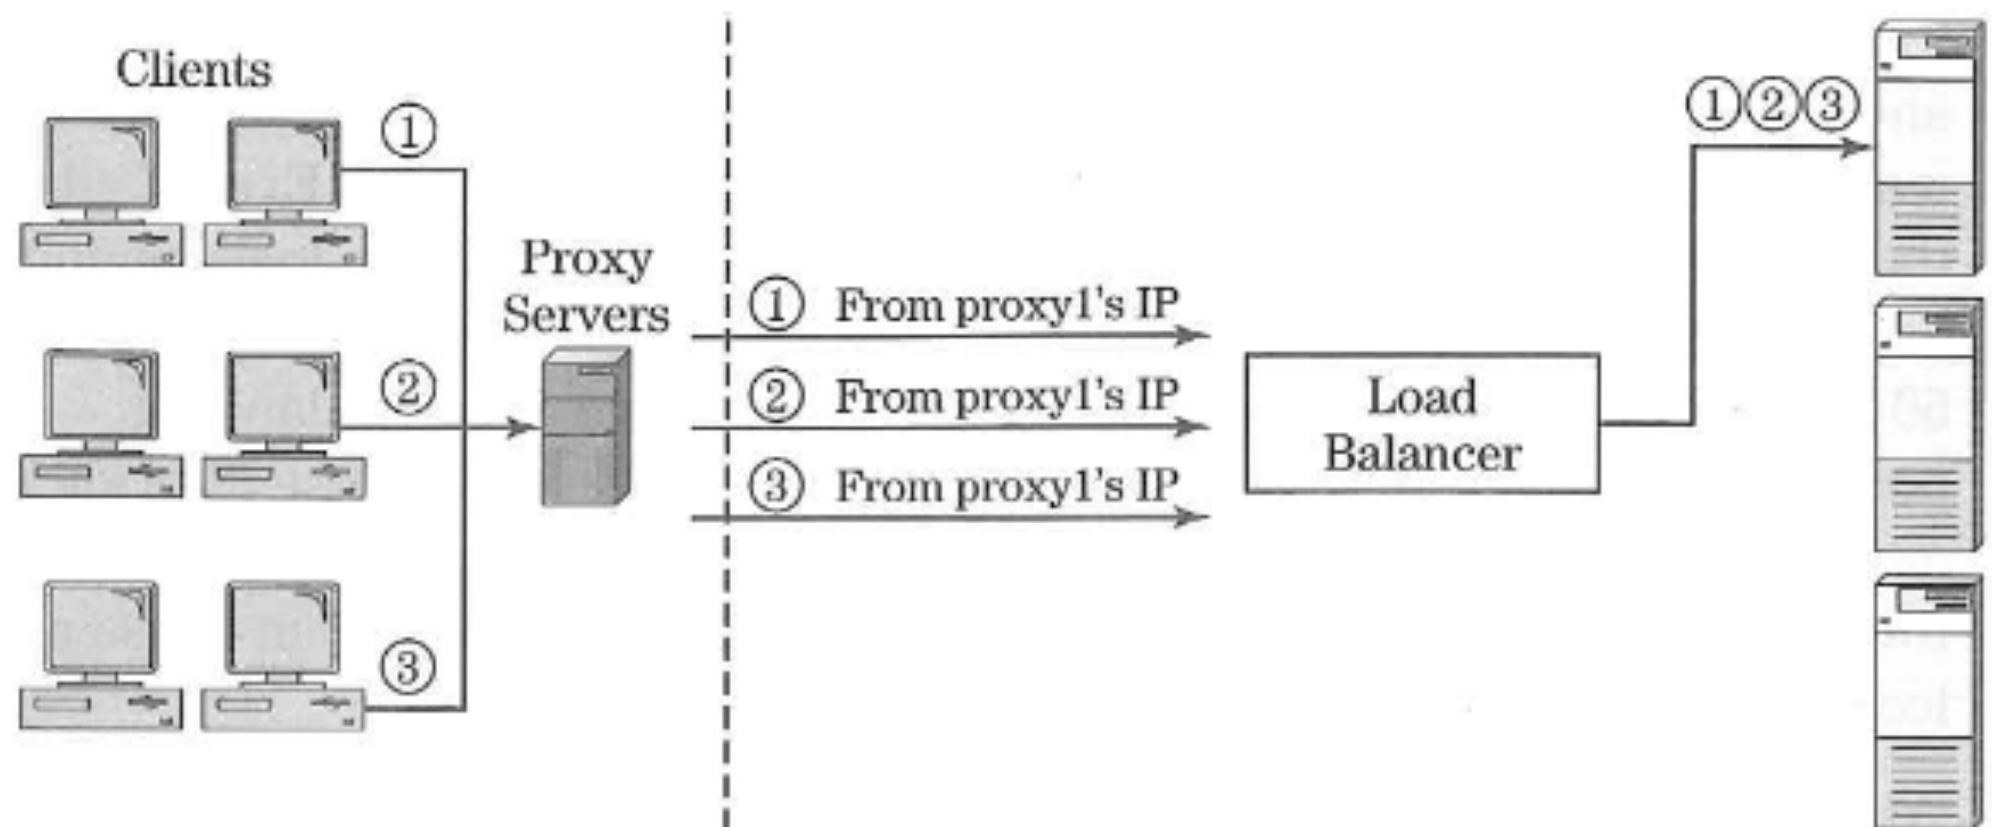 Clients
①
②
③
Proxy
Servers
① From proxy1's IP
② From proxy1's IP
③ From proxy1's IP
Load
Balancer
①②③